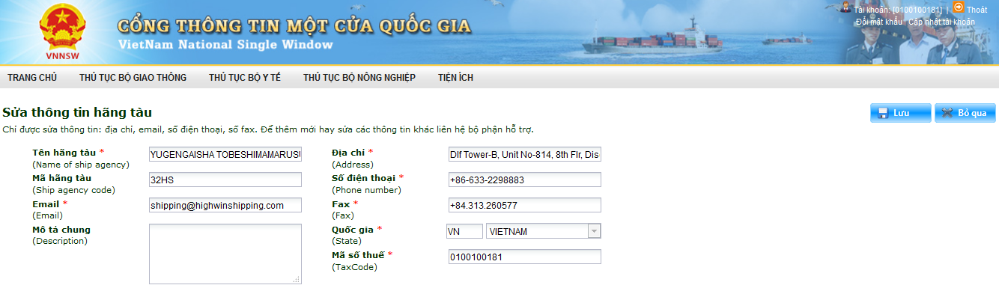 VNNSW
CỔNG THÔNG TIN MỘT CỬA QUỐC GIA
VietNam National Single Window
Tài khoản: [0100100181] | Thoát
Đổi mật khẩu Cập nhật tài khoản
TRANG CHỦ THỦ TỤC BỘ GIAO THÔNG THỦ TỤC BỘ Y TẾ THỦ TỤC BỘ NÔNG NGHIỆP TIỆN ÍCH
Sửa thông tin hãng tàu
Lưu Bỏ qua
Chỉ được sửa thông tin: địa chỉ, email, số điện thoại, số fax. Để thêm mới hay sửa các thông tin khác liên hệ bộ phận hỗ trợ.
Tên hãng tàu * YUGENGAISHA TOBESHIMAMARUSU Địa chỉ * Dlf Tower-B, Unit No-814, 8th Flr, Dis
(Name of ship agency) (Address)
Mã hãng tàu 32HS Số điện thoại * +86-633-2298883
(Ship agency code) (Phone number)
Email * shipping@highwinshipping.com Fax * +84.313.260577
(Email) (Fax)
Mô tả chung Quốc gia * VN VIETNAM
(Description) (State)
Mã số thuế * 0100100181
(TaxCode)